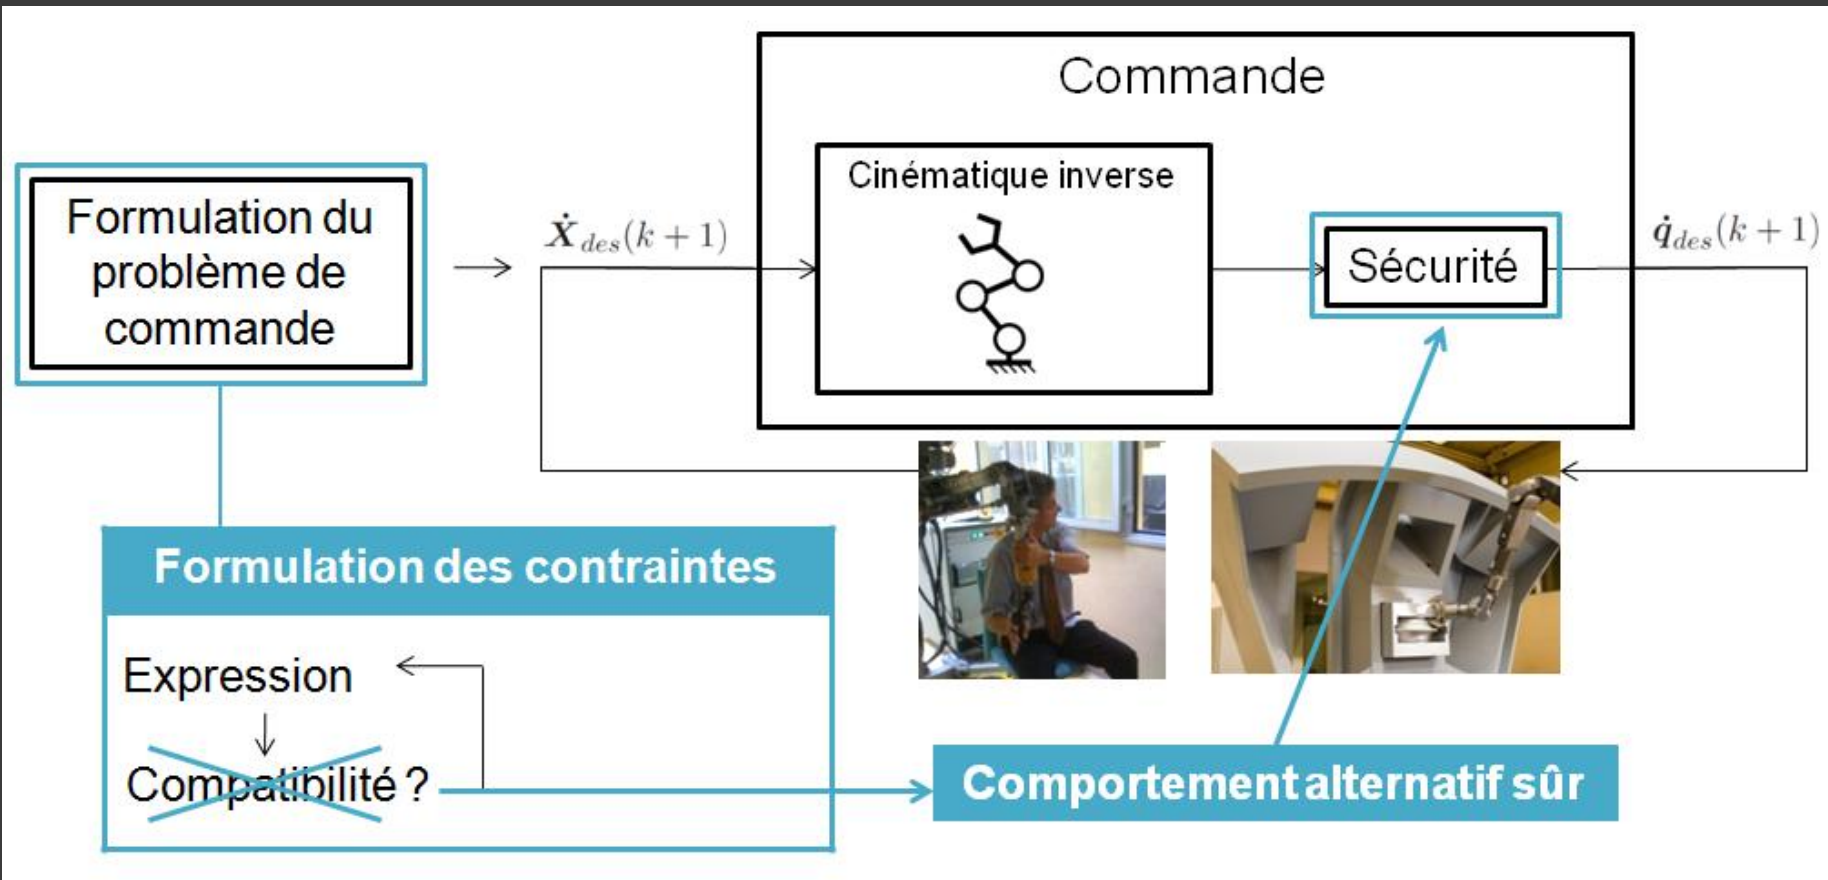 Commande
Cinématique inverse
Formulation du
problème de
commande
Ẋ_des(k + 1)
Sécurité
q̇_des(k + 1)
Formulation des contraintes
Expression
Compatibilité ?
Comportement alternatif sûr